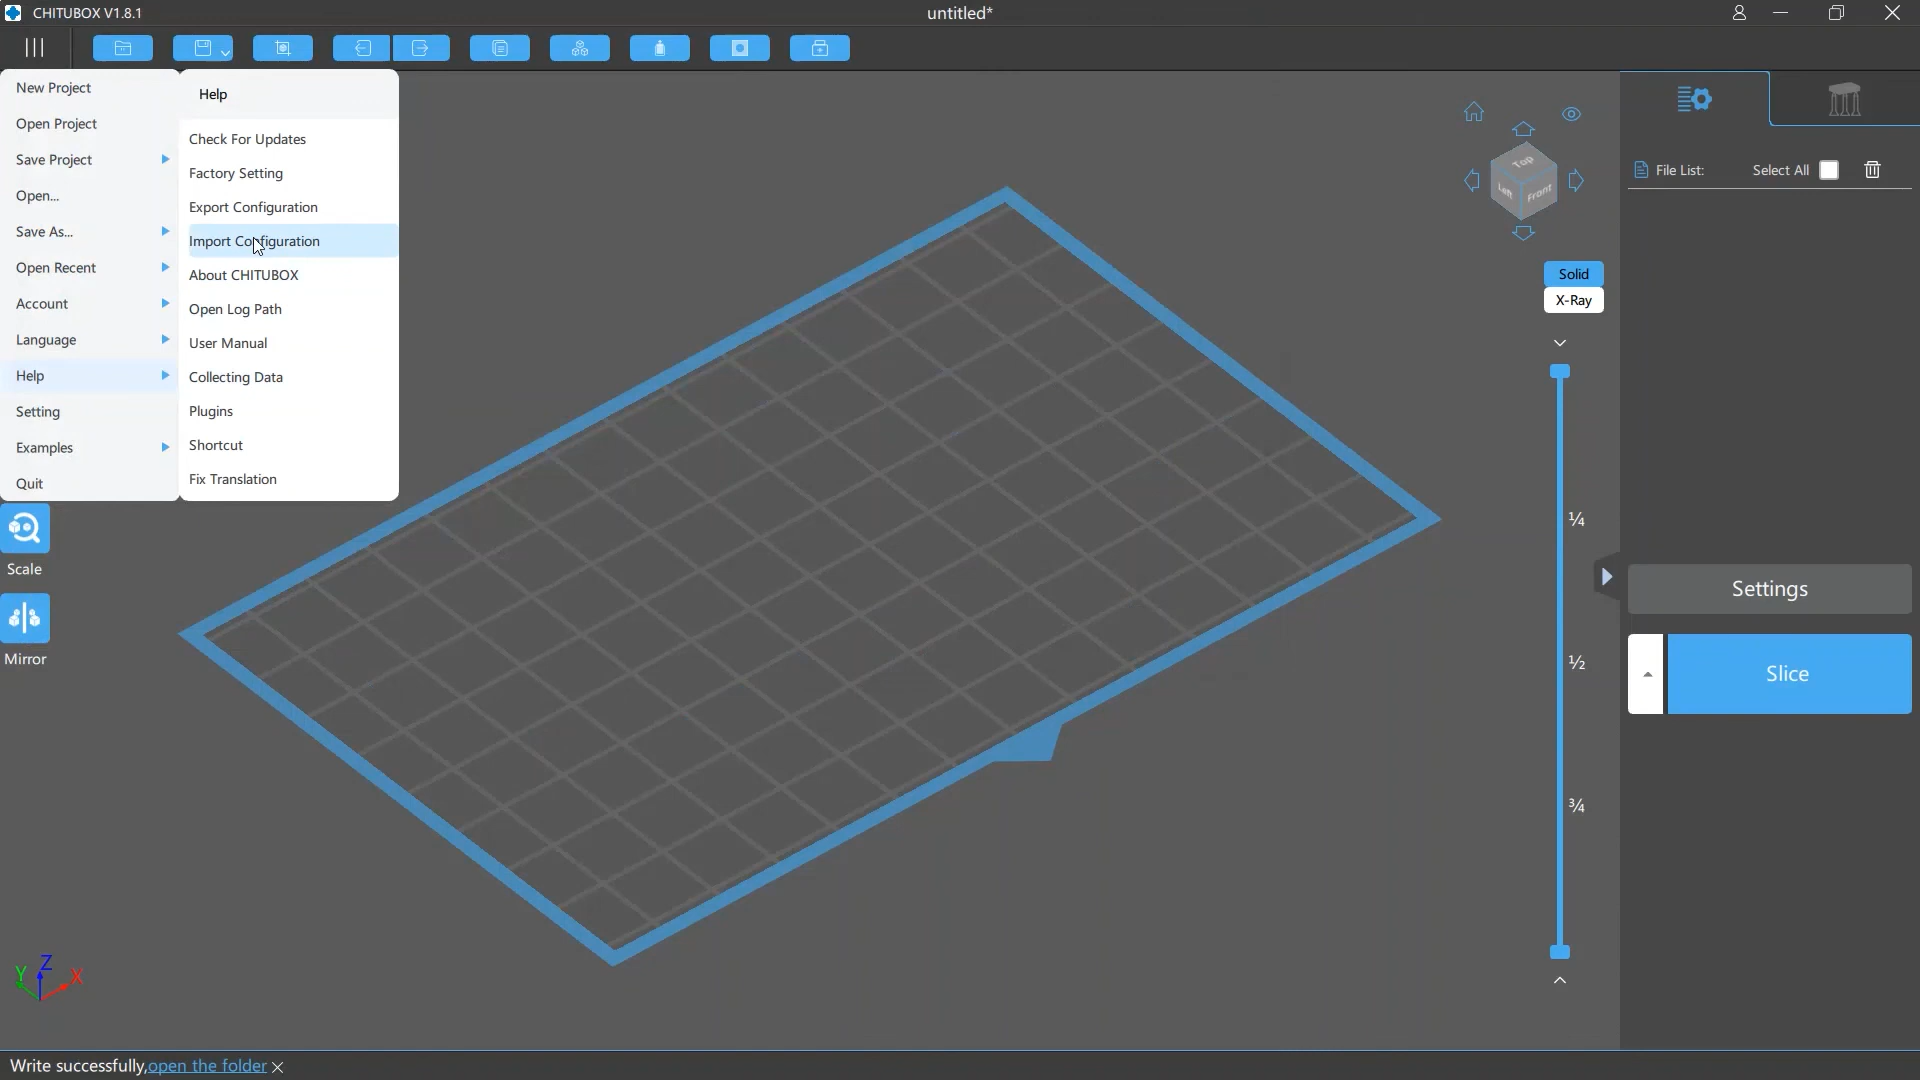 CHITUBOX V1.8.1
untitled*
New Project
Open Project
Save Project
Open...
Save As...
Open Recent
Account
Language
Help
Setting
Examples
Quit
Help
Check For Updates
Factory Setting
Export Configuration
Import Configuration
About CHITUBOX
Open Log Path
User Manual
Collecting Data
Plugins
Shortcut
Fix Translation
Scale
Mirror
Top
Left
Front
Solid
X-Ray
¼
½
¾
File List:
Select All
Settings
Slice
Z
Y
X
Write successfully,open the folder